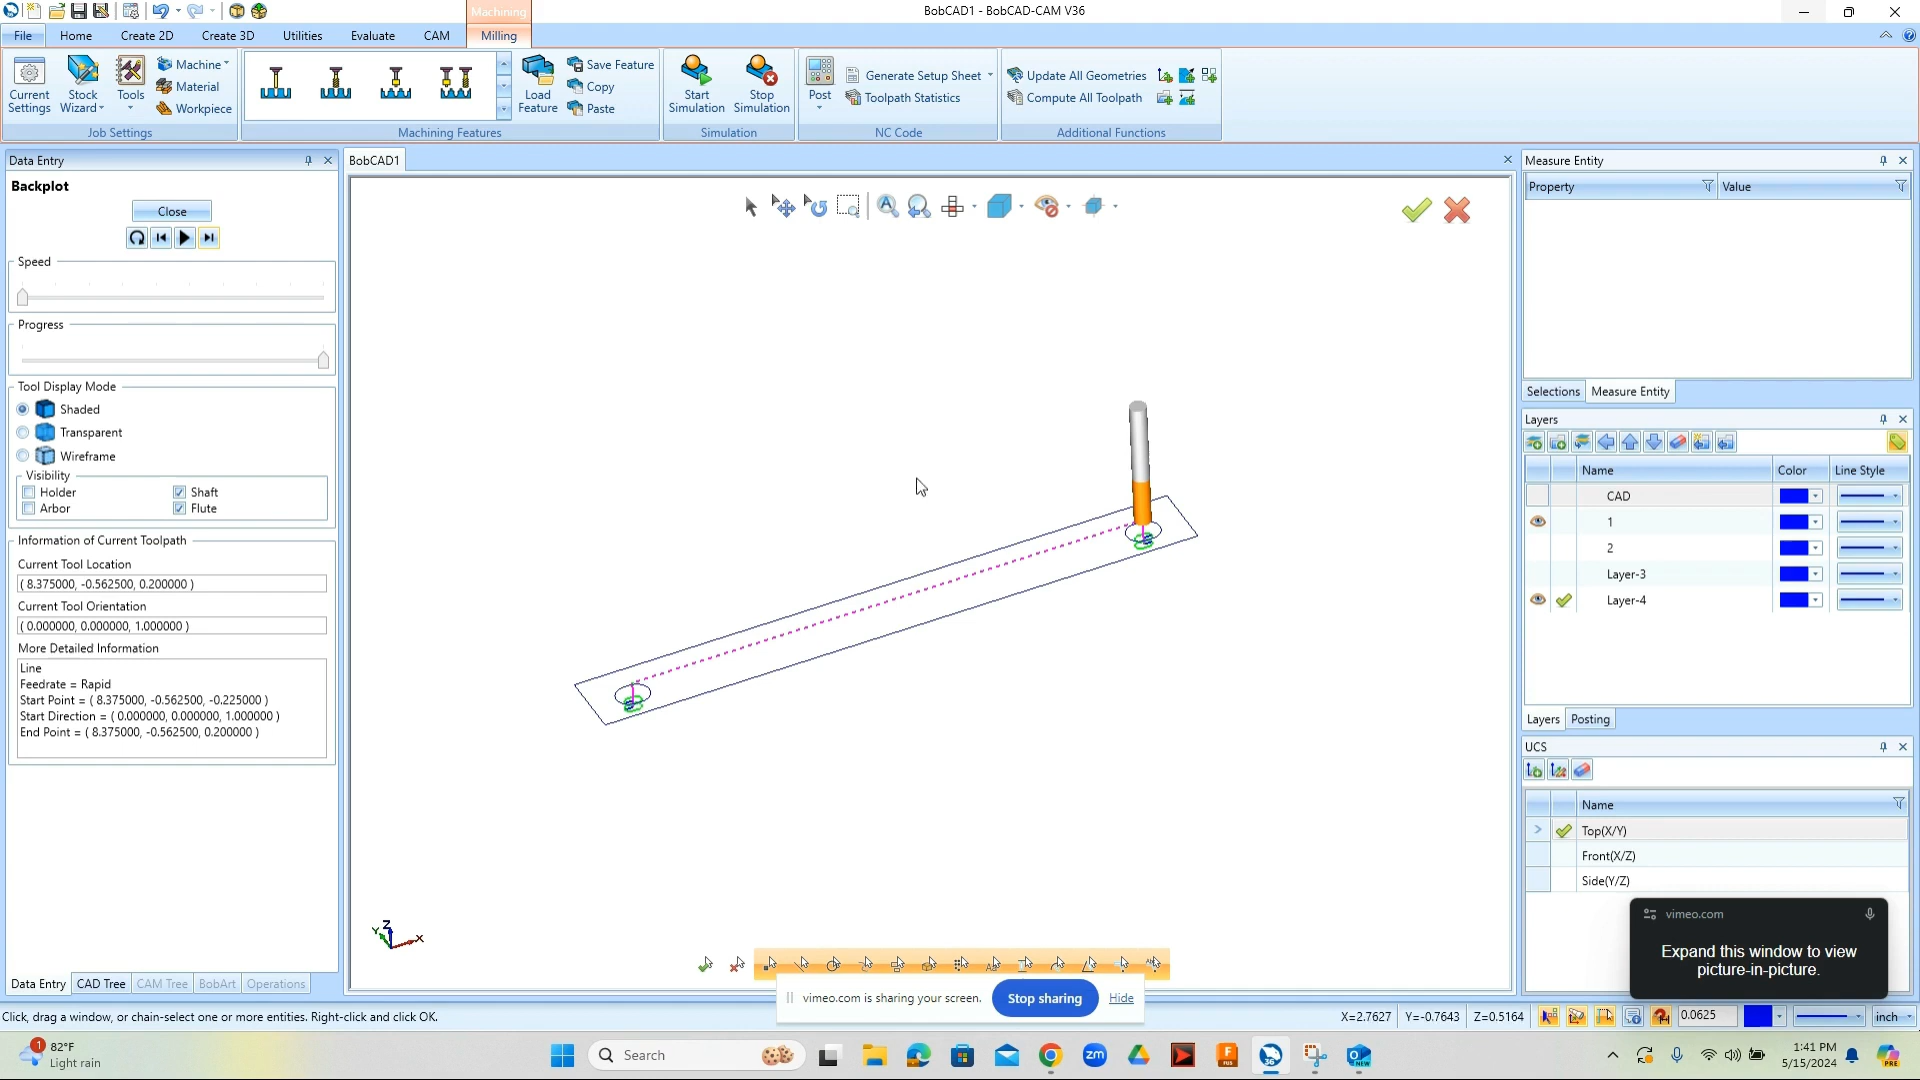 Machining
BobCAD1 - BobCAD-CAM V36
File
Home
Create 2D
Create 3D
Utilities
Evaluate
CAM
Milling
Current Settings
Stock Wizard
Tools
Machine
Material
Workpiece
Job Settings
Machining Features
Load Feature
Save Feature
Copy
Paste
Start Simulation
Stop Simulation
Simulation
Post
Generate Setup Sheet
Toolpath Statistics
NC Code
Update All Geometries
Compute All Toolpath
Additional Functions
Data Entry
BobCAD1
Backplot
Close
Speed
Progress
Tool Display Mode
Shaded
Transparent
Wireframe
Visibility
Holder
Shaft
Arbor
Flute
Information of Current Toolpath
Current Tool Location
( 8.375000, -0.562500, 0.200000 )
Current Tool Orientation
( 0.000000, 0.000000, 1.000000 )
More Detailed Information
Line
Feedrate = Rapid
Start Point = ( 8.375000, -0.562500, -0.225000 )
Start Direction = ( 0.000000, 0.000000, 1.000000 )
End Point = ( 8.375000, -0.562500, 0.200000 )
Data Entry
CAD Tree
CAM Tree
BobArt
Operations
Z
Y
X
Measure Entity
Property
Value
Selections
Measure Entity
Layers
Name
Color
Line Style
CAD
1
2
Layer-3
Layer-4
Layers
Posting
UCS
Name
Top(X/Y)
Front(X/Z)
Side(Y/Z)
vimeo.com
Expand this window to view
picture-in-picture.
vimeo.com is sharing your screen.
Stop sharing
Hide
Click, drag a window, or chain-select one or more entities. Right-click and click OK.
X=2.7627
Y=-0.7643
Z=0.5164
0.0625
inch
1
82°F
Light rain
Search
zm
F
FUS
36
NEW
1:41 PM
5/15/2024
PRE